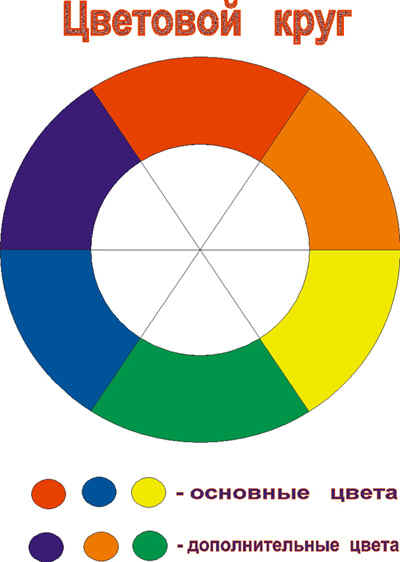 Цветовой круг
- основные цвета
- дополнительные цвета